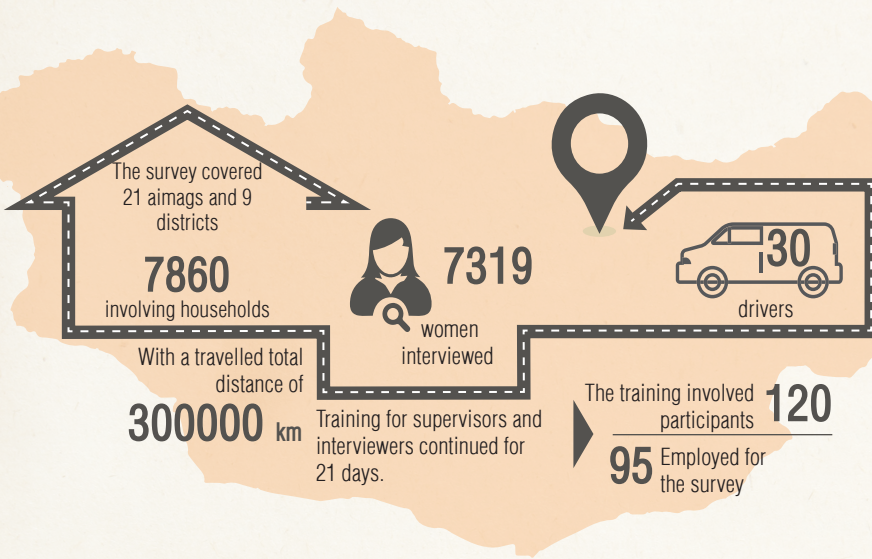 The survey covered
21 aimags and 9
districts
7860
involving households
7319
women
interviewed
30
drivers
With a travelled total
distance of
300000 km
Training for supervisors and
interviewers continued for
21 days.
The training involved
participants 120
95 Employed for
the survey